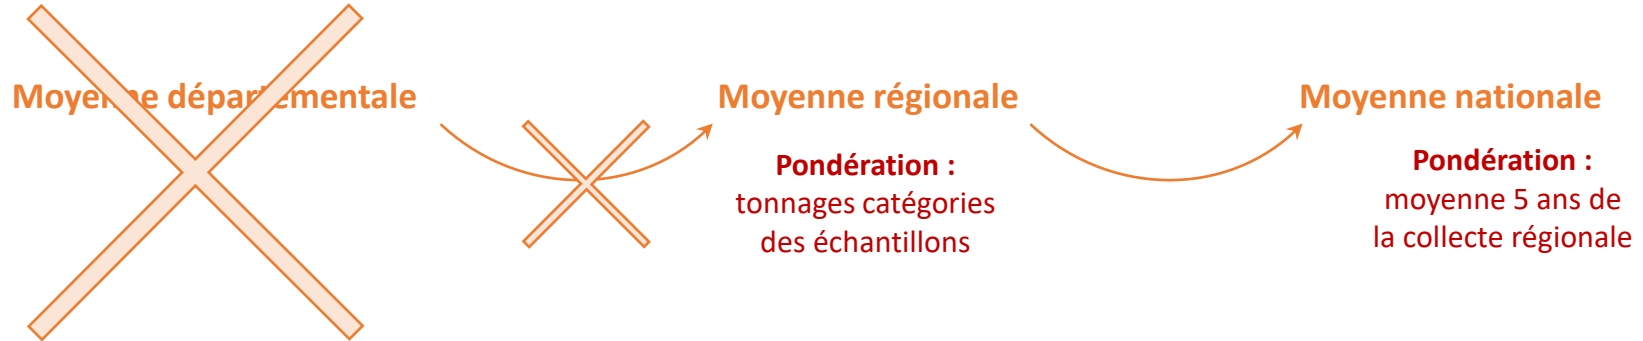 Moyenne départementale
Moyenne régionale
Moyenne nationale
Pondération :
tonnages catégories
des échantillons
Pondération :
moyenne 5 ans de
la collecte régionale